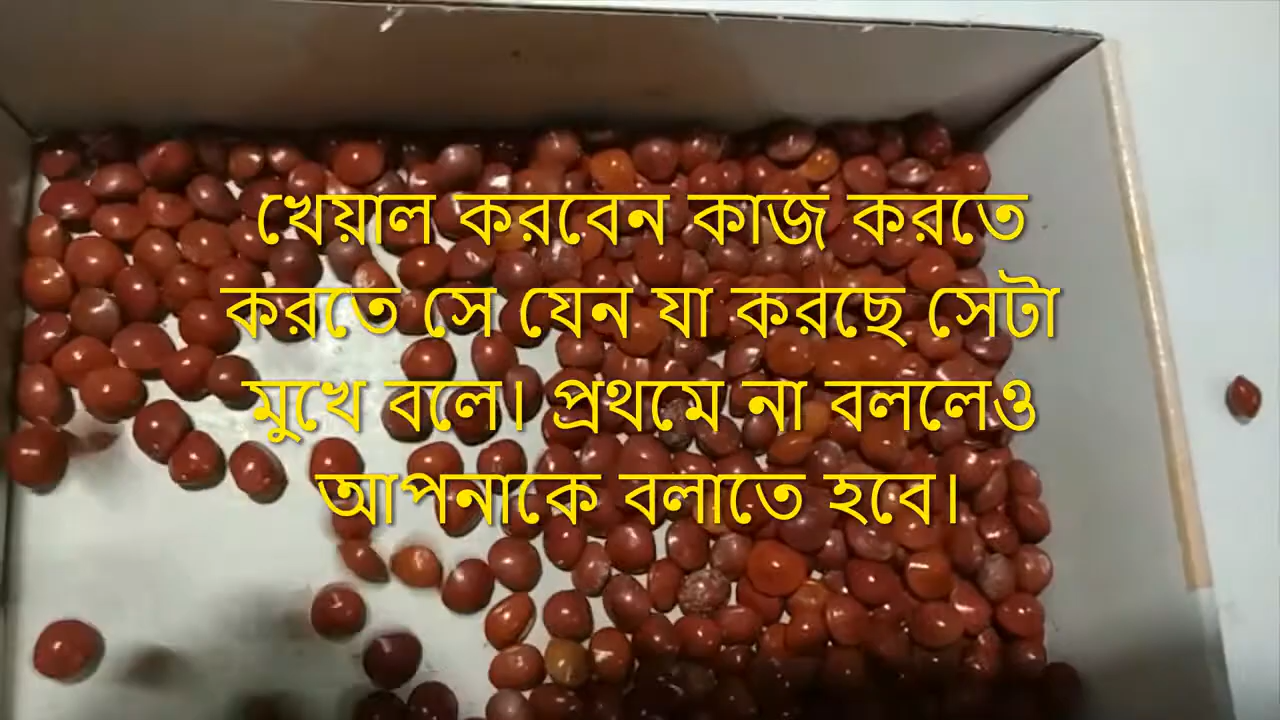 খেয়াল করবেন কাজ করতে
করতে সে যেন যা করছে সেটা
মুখে বলে। প্রথমে না বললেও
আপনাকে বলাতে হবে।